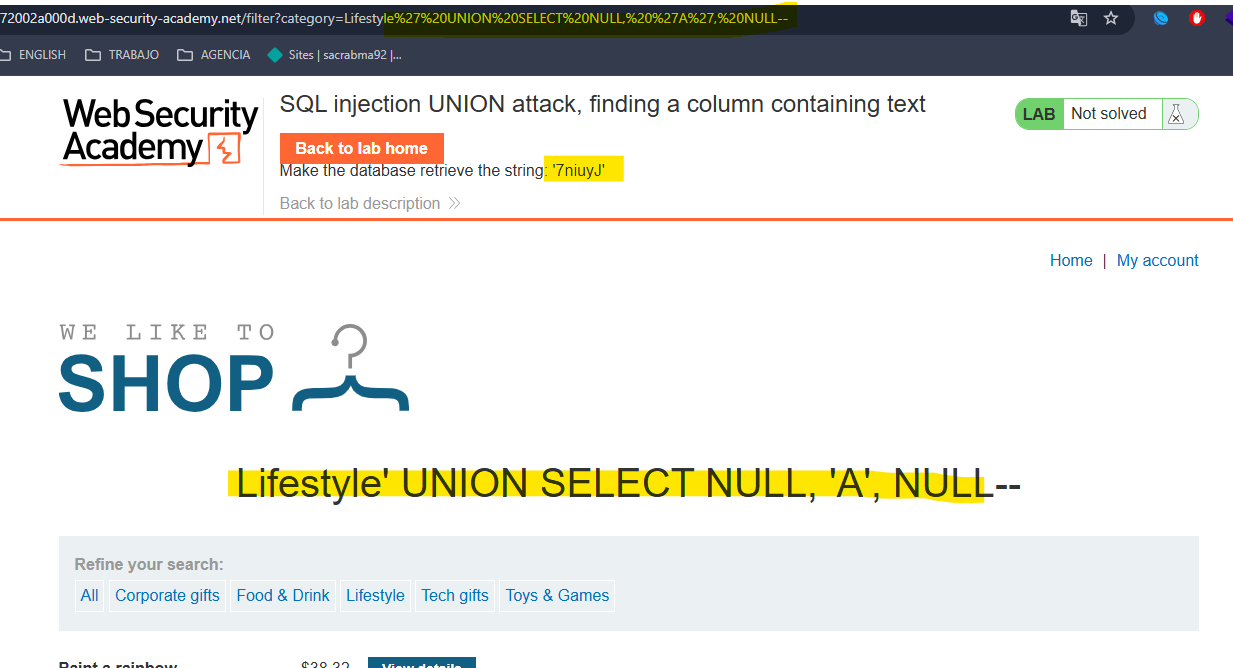 72002a000d.web-security-academy.net/filter?category=Lifestyle%27%20UNION%20SELECT%20NULL,%20%27A%27,%20NULL--
ENGLISH TRABAJO AGENCIA Sites | sacrabma92 |...
WebSecurity
Academy
SQL injection UNION attack, finding a column containing text
LAB Not solved
Back to lab home
Make the database retrieve the string: '7niuyJ'
Back to lab description
Home | My account
WE LIKE TO
SHOP
Lifestyle' UNION SELECT NULL, 'A', NULL--
Refine your search:
All Corporate gifts Food & Drink Lifestyle Tech gifts Toys & Games
Paint a rainbow $38.32 View details